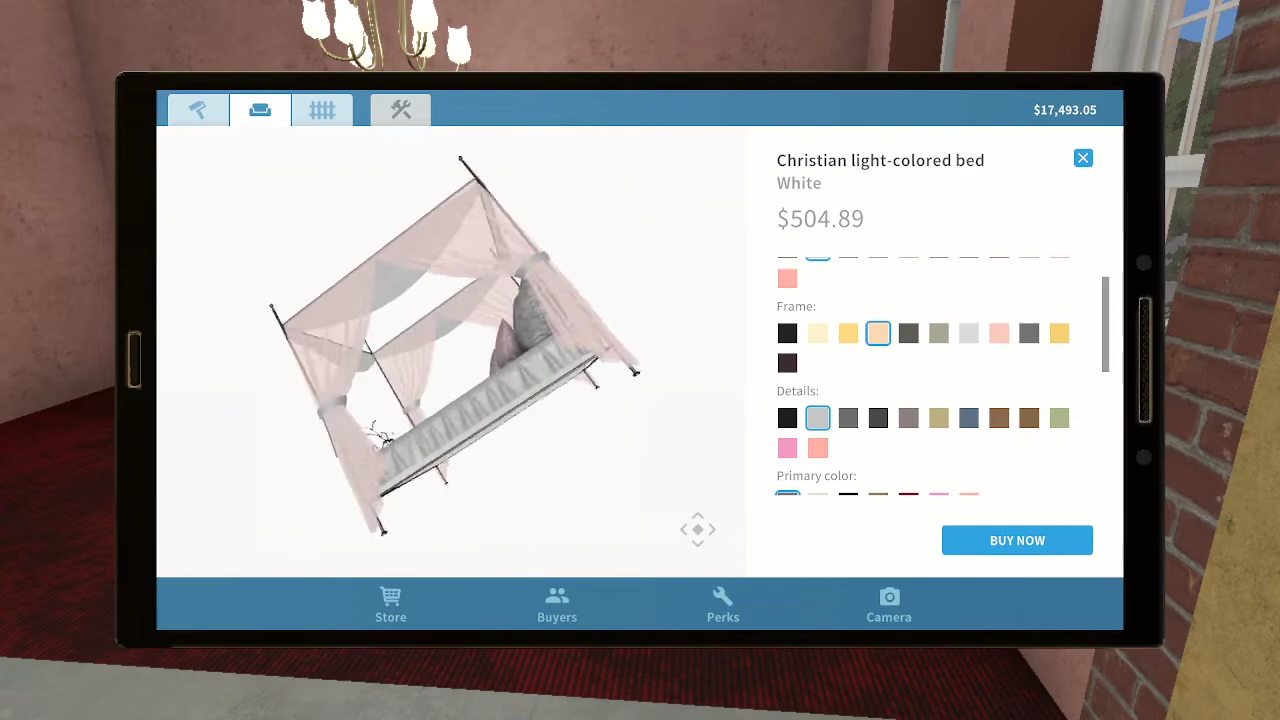 $17,493.05
Christian light-colored bed
White
$504.89
Frame:
Details:
Primary color:
BUY NOW
Store
Buyers
Perks
Camera